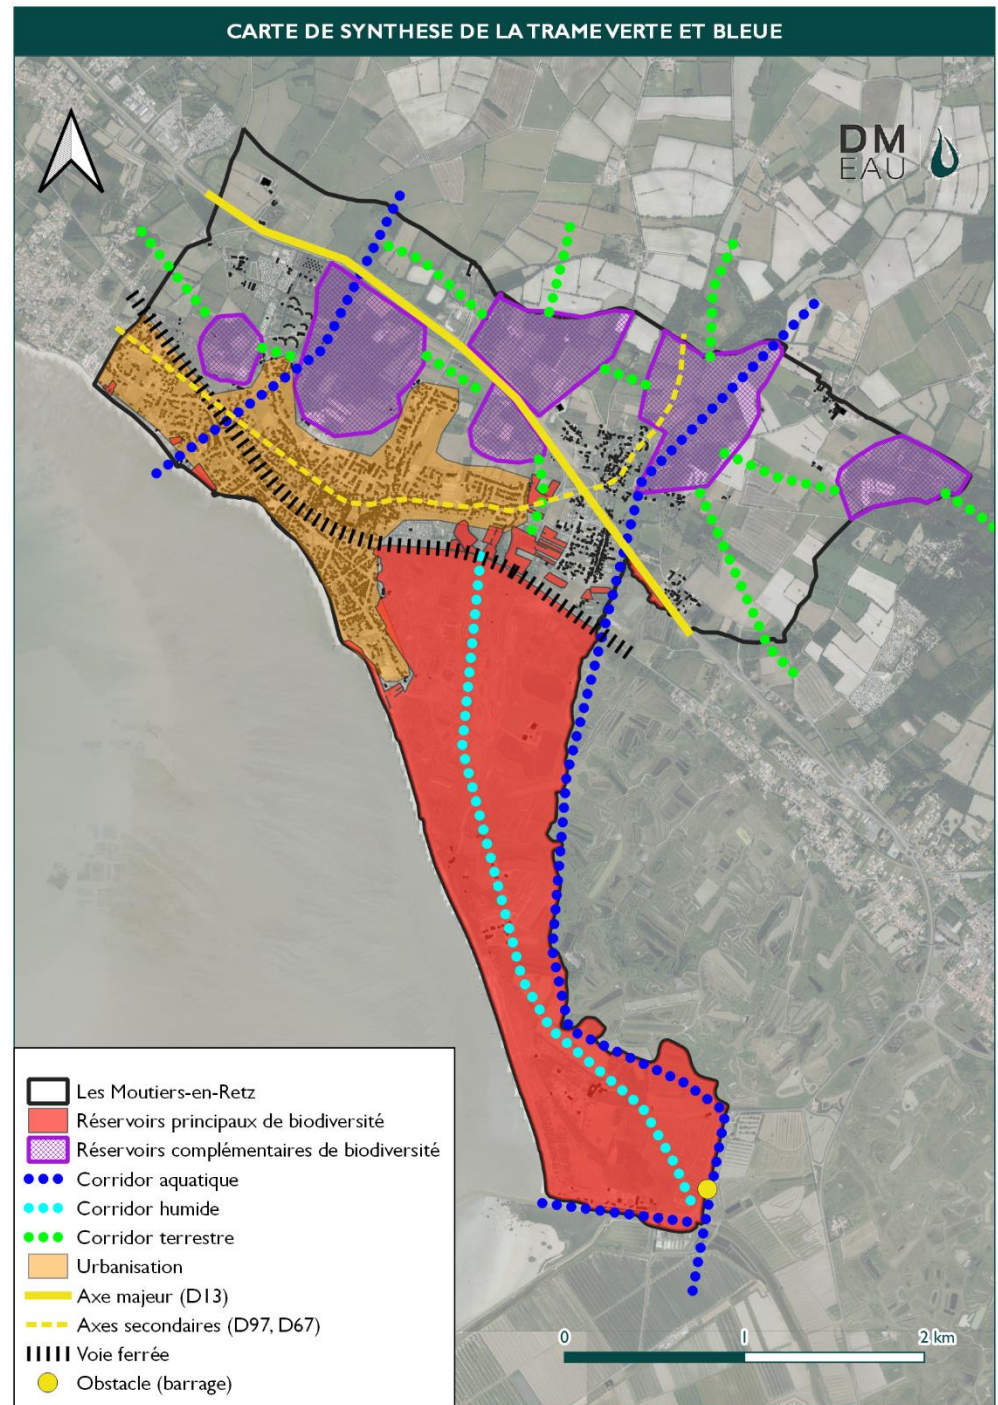 CARTE DE SYNTHESE DE LA TRAME VERTE ET BLEUE
DM
EAU
Les Moutiers-en-Retz
Réservoirs principaux de biodiversité
Réservoirs complémentaires de biodiversité
Corridor aquatique
Corridor humide
Corridor terrestre
Urbanisation
Axe majeur (D13)
Axes secondaires (D97, D67)
Voie ferrée
Obstacle (barrage)
0 1 2 km